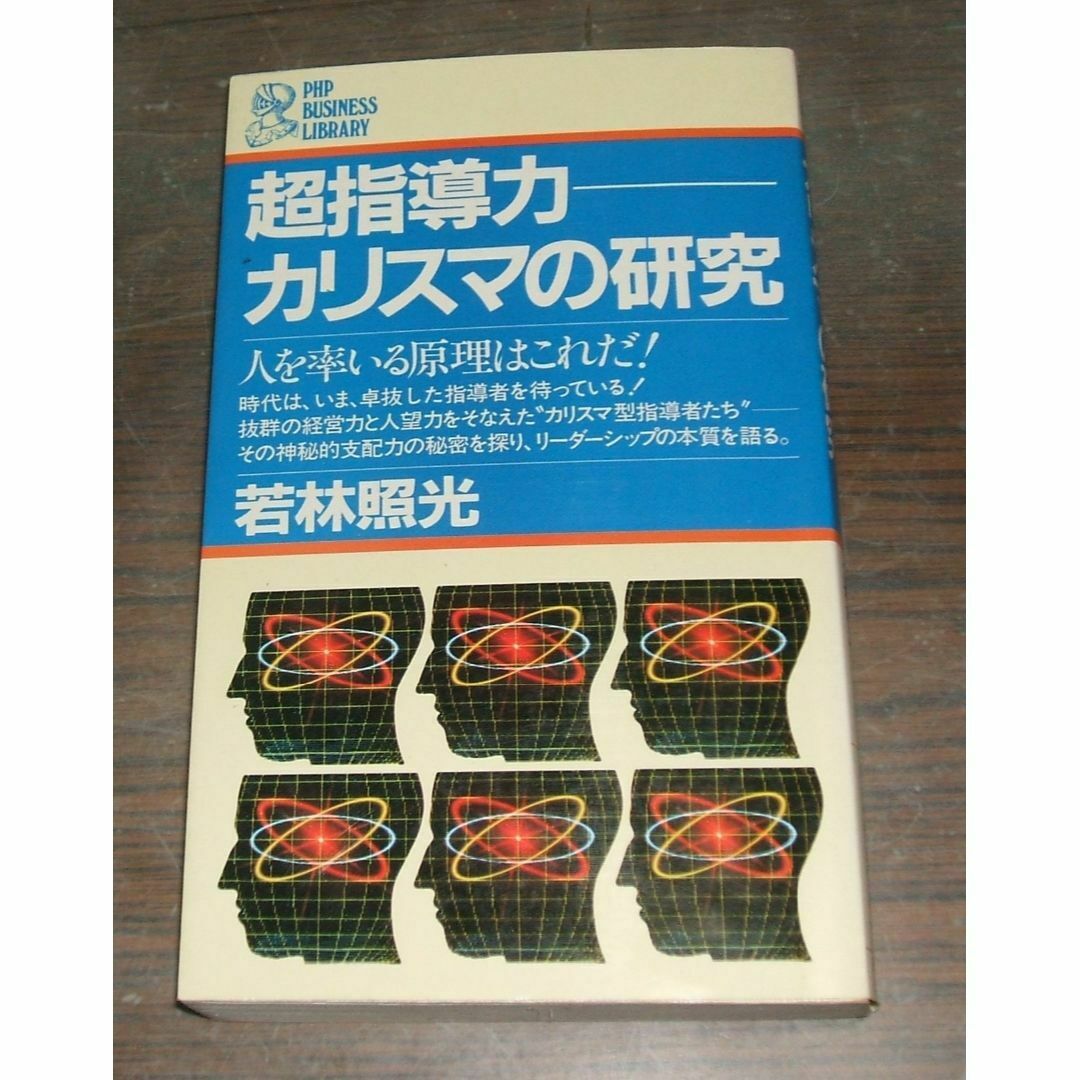 PHP
BUSINESS
LIBRARY
超指導力——
カリスマの研究
人を率いる原理はこれだ!
時代は、いま、卓抜した指導者を待っている!
抜群の経営力と人望力をそなえた〝カリスマ型指導者たち〟——
その神秘的支配力の秘密を探り、リーダーシップの本質を語る。
若林照光